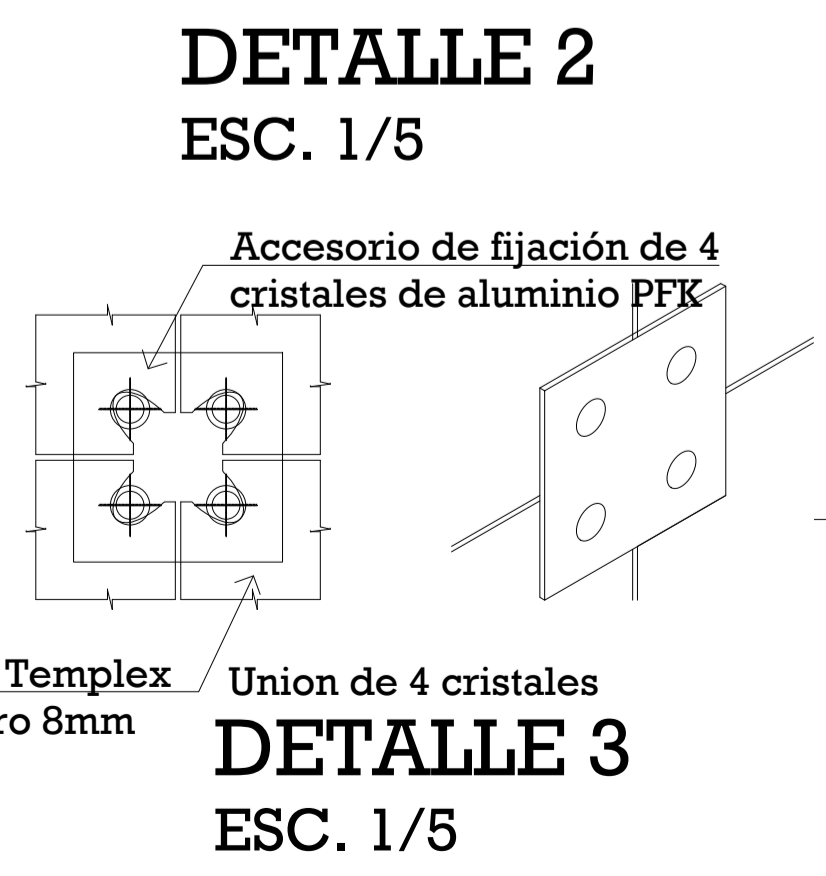 DETALLE 2
ESC. 1/5
Accesorio de fijación de 4
cristales de aluminio PFK
Templex
8mm
Union de 4 cristales
DETALLE 3
ESC. 1/5